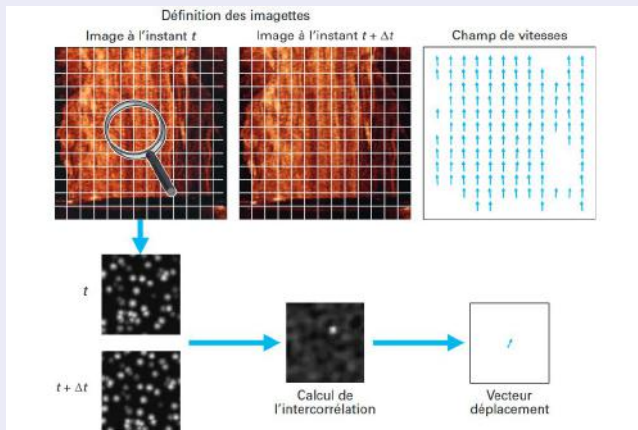 Définition des imagettes
Image à l'instant t
Image à l'instant t + Δt
Champ de vitesses
t
t + Δt
Calcul de
l'intercorrélation
Vecteur
déplacement